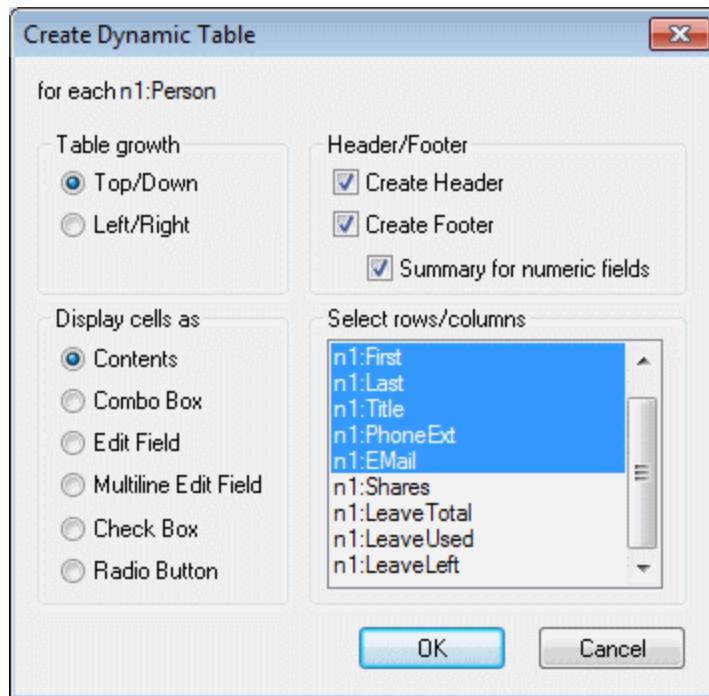 Create Dynamic Table
for each n1:Person
Table growth
Top/Down
Left/Right
Header/Footer
Create Header
Create Footer
Summary for numeric fields
Display cells as
Contents
Combo Box
Edit Field
Multiline Edit Field
Check Box
Radio Button
Select rows/columns
n1:First
n1:Last
n1:Title
n1:PhoneExt
n1:EMail
n1:Shares
n1:LeaveTotal
n1:LeaveUsed
n1:LeaveLeft
OK
Cancel